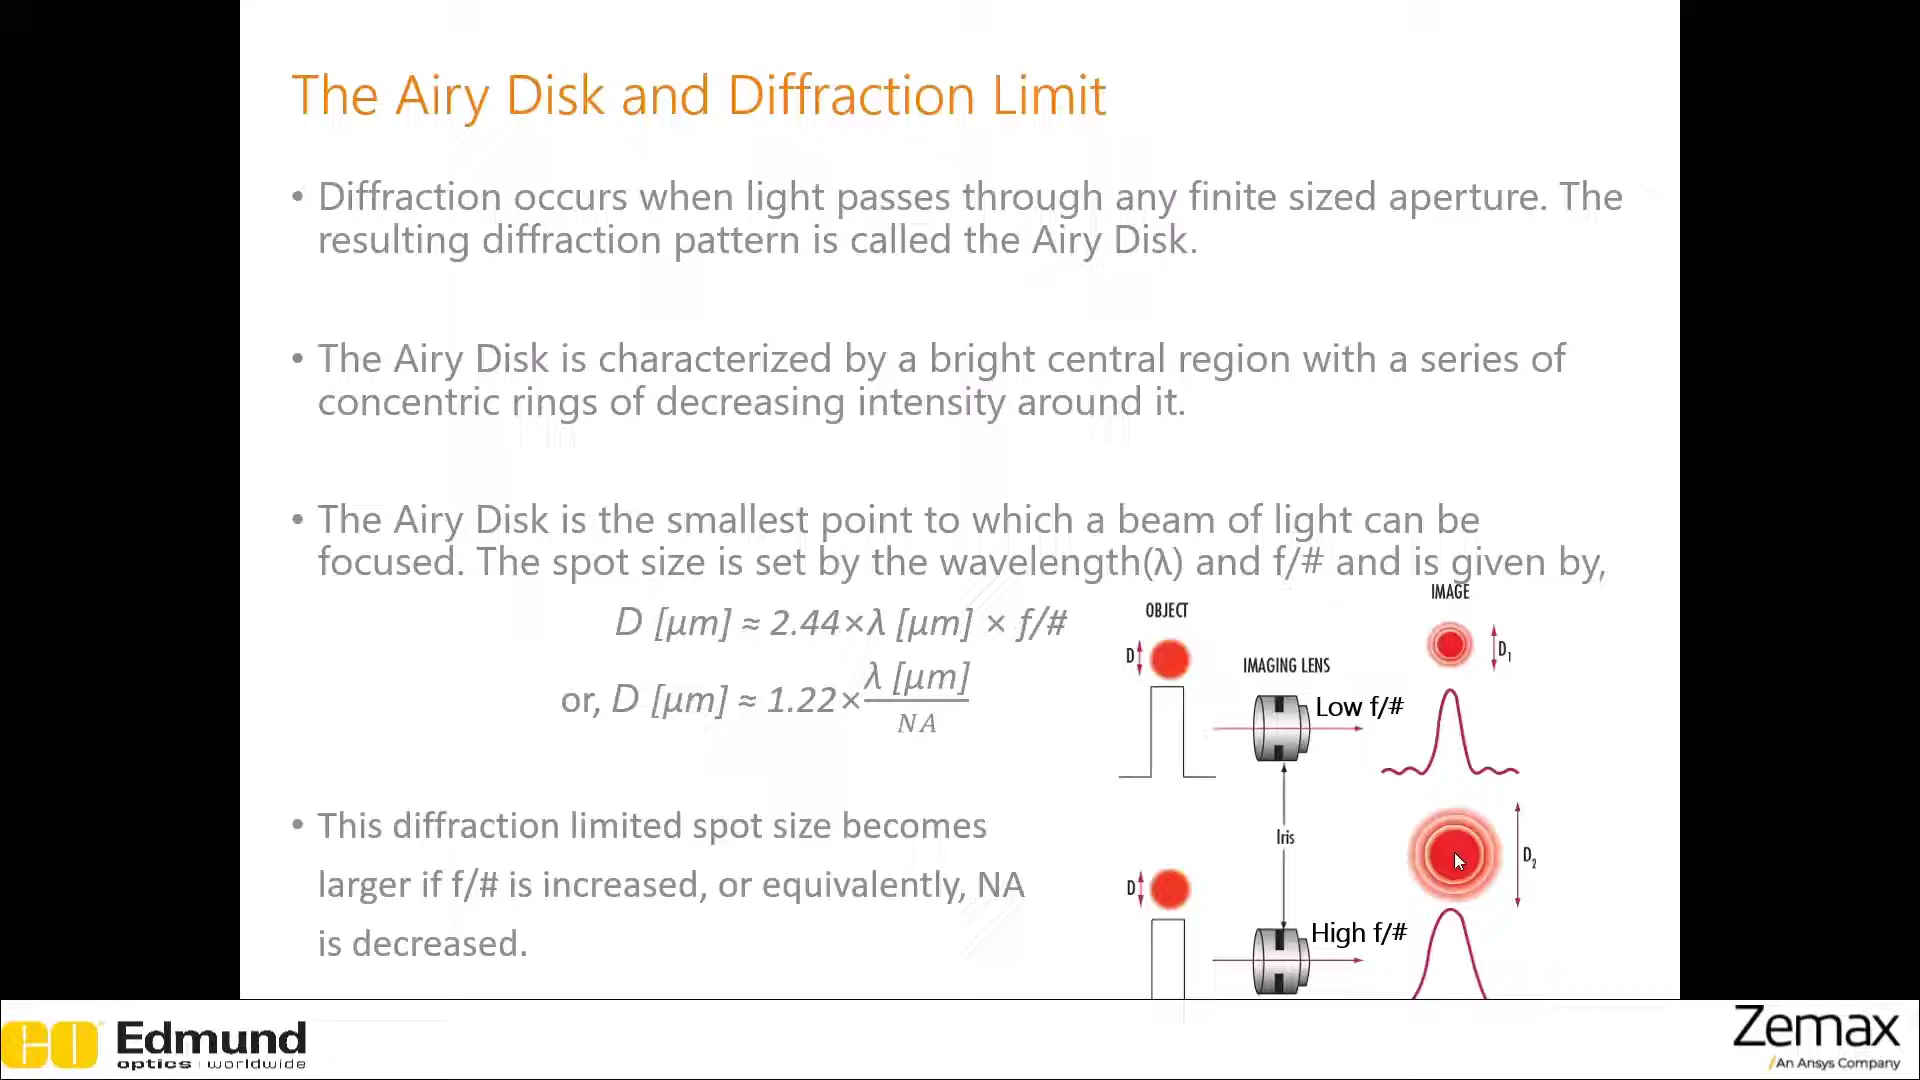 The Airy Disk and Diffraction Limit
• Diffraction occurs when light passes through any finite sized aperture. The
resulting diffraction pattern is called the Airy Disk.
• The Airy Disk is characterized by a bright central region with a series of
concentric rings of decreasing intensity around it.
• The Airy Disk is the smallest point to which a beam of light can be
focused. The spot size is set by the wavelength(λ) and f/# and is given by,
D [μm] ≈ 2.44×λ [μm] × f/#
or, D [μm] ≈ 1.22×λ [μm]
NA
• This diffraction limited spot size becomes
larger if f/# is increased, or equivalently, NA
is decreased.
OBJECT
IMAGE
D
D₁
IMAGING LENS
Low f/#
Iris
D
D₂
High f/#
EO Edmund
optics | worldwide
Zemax
An Ansys Company